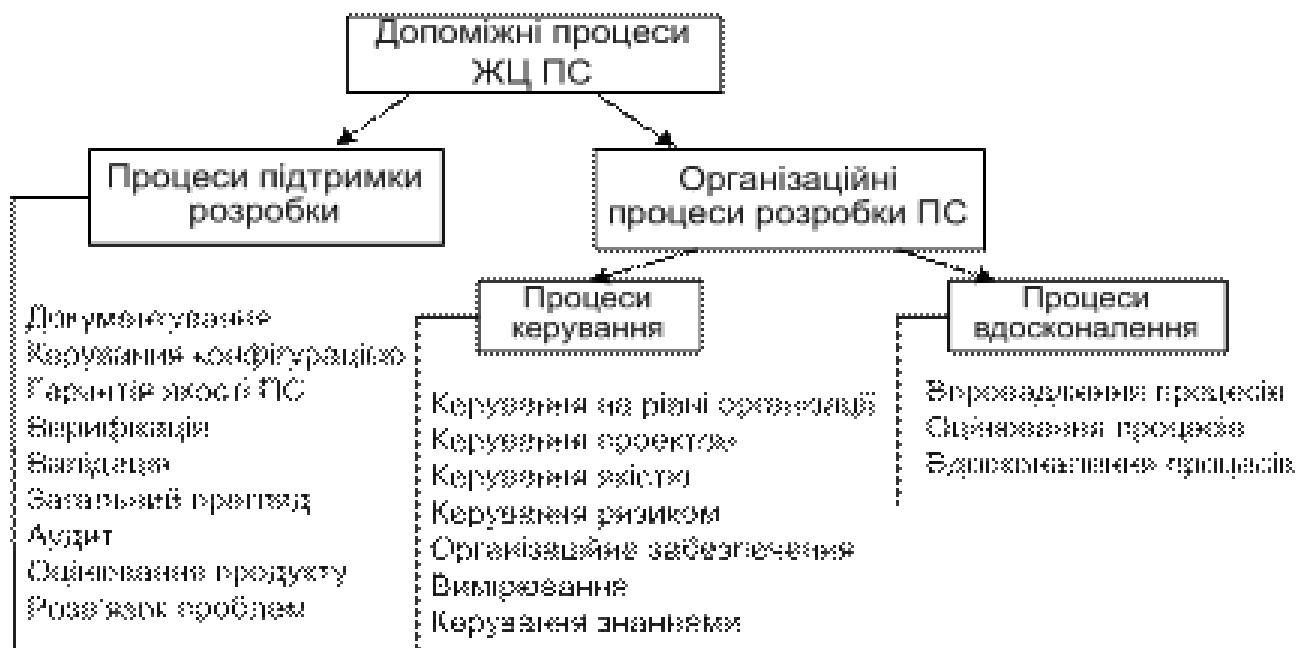 Допоміжні процеси
ЖЦ ПС
Процеси підтримки
розробки
Організаційні
процеси розробки ПС
Процеси
керування
Процеси
вдосконалення
Документування
Керування конфігурацією
Гарантія якості ПС
Верифікація
Валідація
Загальний перегляд
Аудит
Оцінювання продукту
Розв'язок проблем
Керування на рівні організації
Керування проектом
Керування якістю
Керування ризиком
Організаційне забезпечення
Вимірювання
Керування знаннями
Впровадження процесів
Оцінювання процесів
Вдосконалення процесів